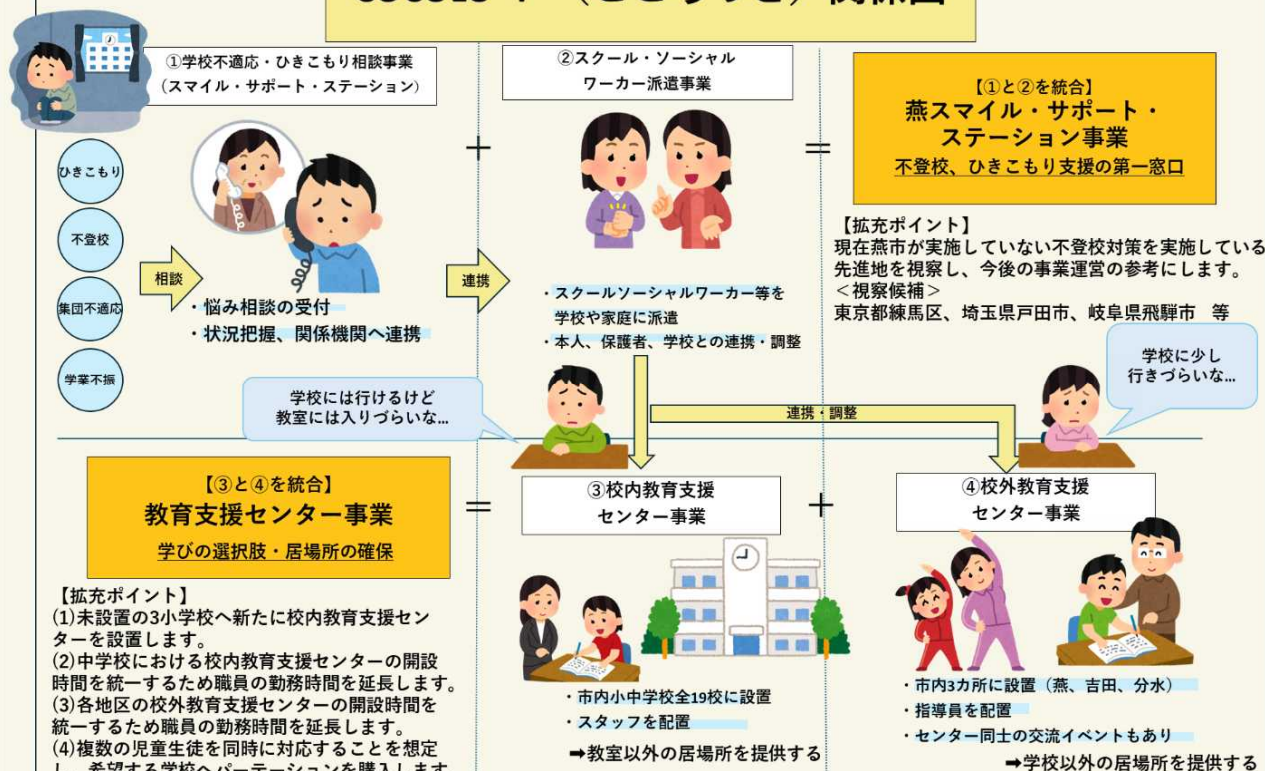 ①学校不適応・ひきこもり相談事業
(スマイル・サポート・ステーション)
②スクール・ソーシャル
ワーカー派遣事業
【①と②を統合】
燕スマイル・サポート・
ステーション事業
不登校、ひきこもり支援の第一窓口
+
=
ひきこもり
不登校
集団不適応
学業不振
相談
・悩み相談の受付
・状況把握、関係機関へ連携
連携
・スクールソーシャルワーカー等を
学校や家庭に派遣
・本人、保護者、学校との連携・調整
【拡充ポイント】
現在燕市が実施していない不登校対策を実施している
先進地を視察し、今後の事業運営の参考にします。
＜視察候補＞
東京都練馬区、埼玉県戸田市、岐阜県飛騨市 等
学校には行けるけど
教室には入りづらいな...
連携・調整
学校に少し
行きづらいな...
【③と④を統合】
教育支援センター事業
学びの選択肢・居場所の確保
=
③校内教育支援
センター事業
+
④校外教育支援
センター事業
【拡充ポイント】
(1)未設置の3小学校へ新たに校内教育支援セン
ターを設置します。
(2)中学校における校内教育支援センターの開設
時間を統一するため職員の勤務時間を延長します。
(3)各地区の校外教育支援センターの開設時間を
統一するため職員の勤務時間を延長します。
(4)複数の児童生徒を同時に対応することを想定
し、希望する学校へパーテーションを購入します
・市内小中学校全19校に設置
・スタッフを配置
➡教室以外の居場所を提供する
・市内3カ所に設置（燕、吉田、分水）
・指導員を配置
・センター同士の交流イベントもあり
➡学校以外の居場所を提供する